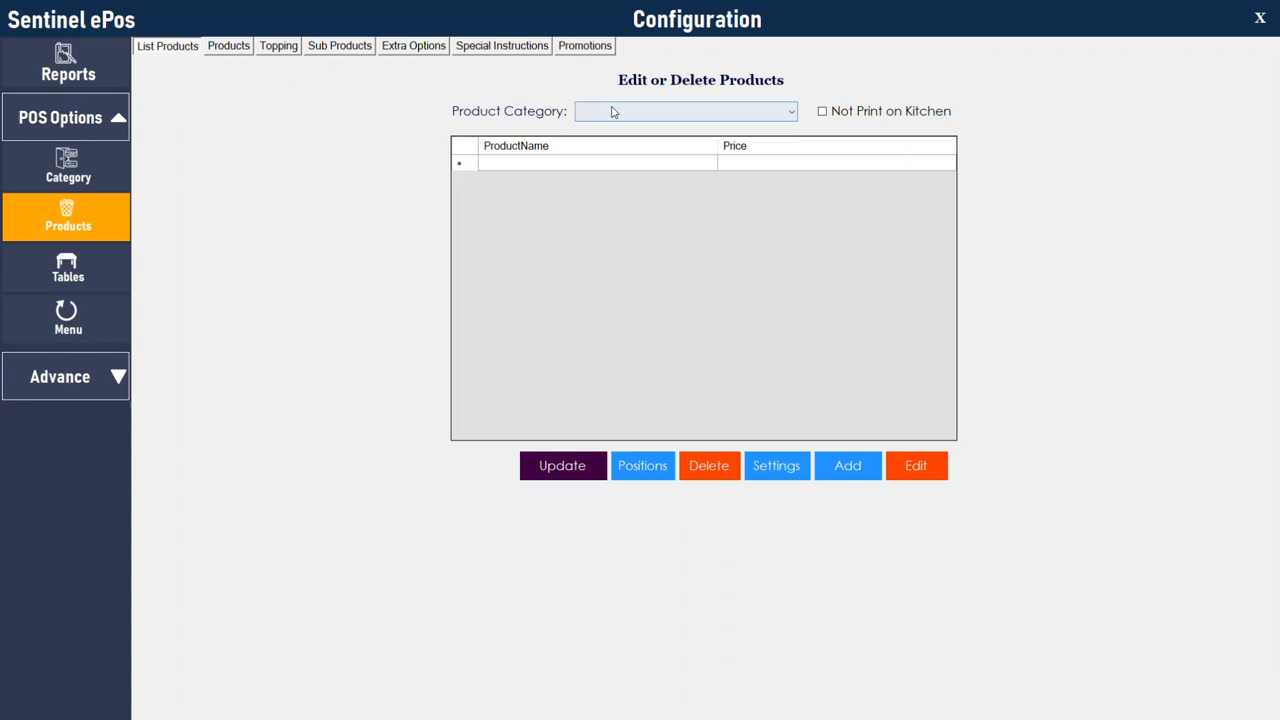 Sentinel ePos
Configuration
X
Reports
POS Options
Category
Products
Tables
Menu
Advance
List Products
Products
Topping
Sub Products
Extra Options
Special Instructions
Promotions
Edit or Delete Products
Product Category:
Not Print on Kitchen
ProductName
Price
Update
Positions
Delete
Settings
Add
Edit